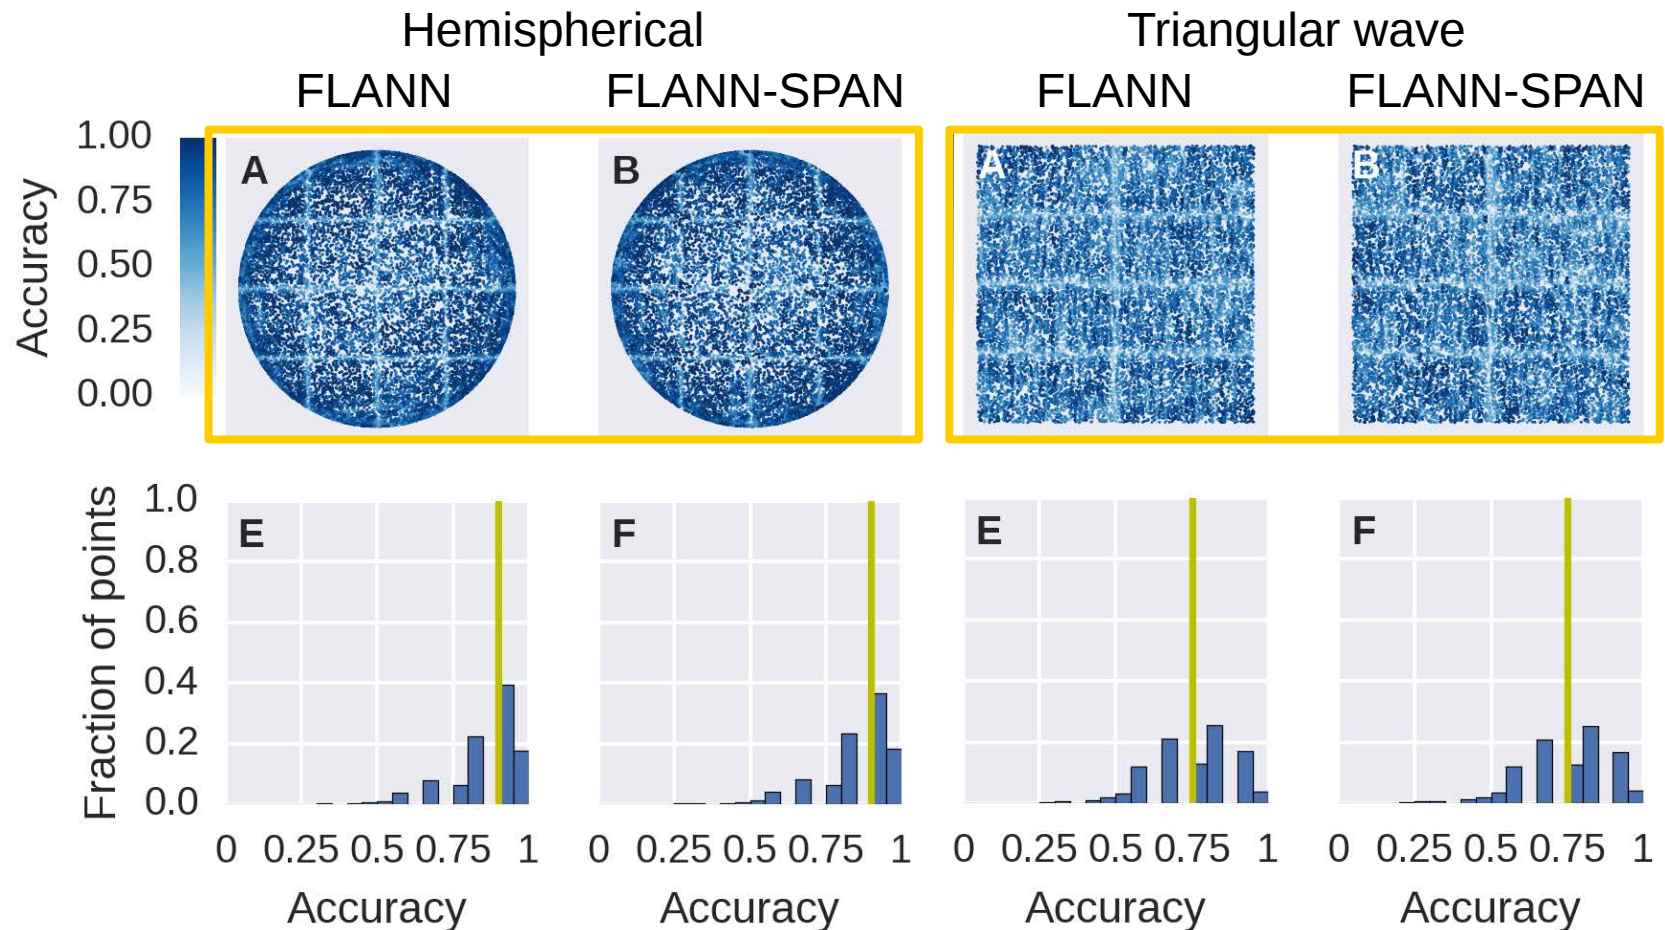 Hemispherical Triangular wave
FLANN FLANN-SPAN FLANN FLANN-SPAN
1.00
0.75
0.50
0.25
0.00
Accuracy
A B A B
1.0
0.8
0.6
0.4
0.2
0.0
Fraction of points
E F E F
0 0.25 0.5 0.75 1 0 0.25 0.5 0.75 1 0 0.25 0.5 0.75 1 0 0.25 0.5 0.75 1
Accuracy Accuracy Accuracy Accuracy